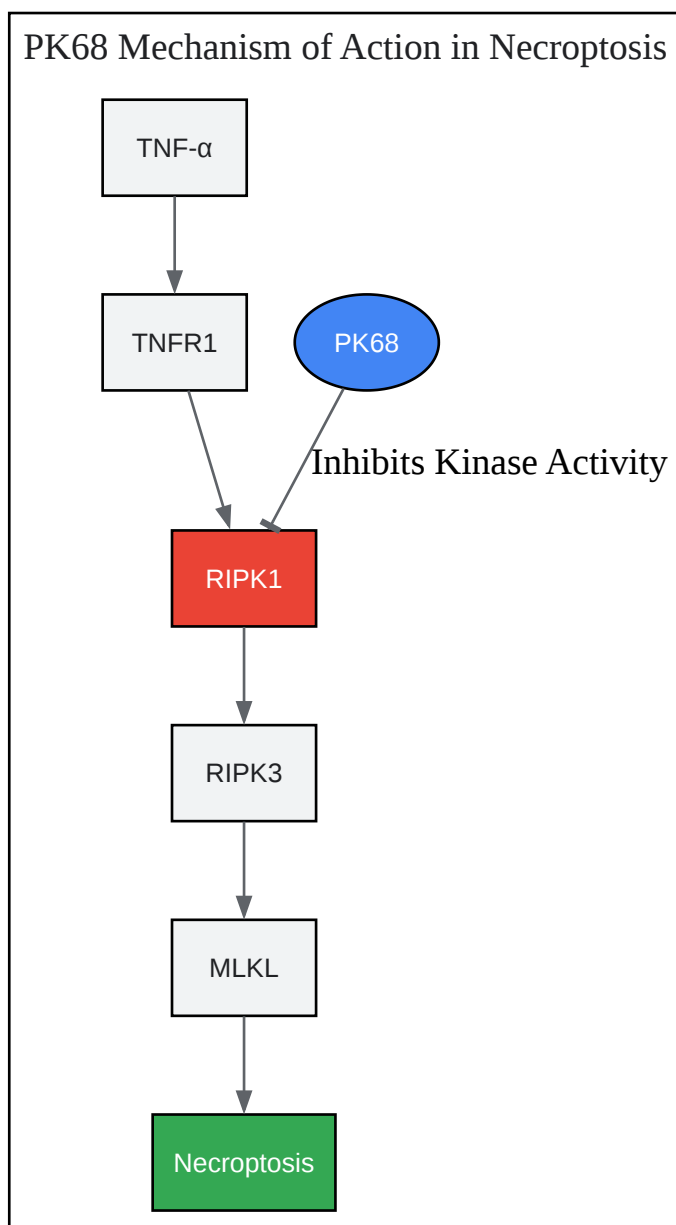 PK68 Mechanism of Action in Necroptosis
TNF-α
TNFR1
PK68
Inhibits Kinase Activity
RIPK1
RIPK3
MLKL
Necroptosis